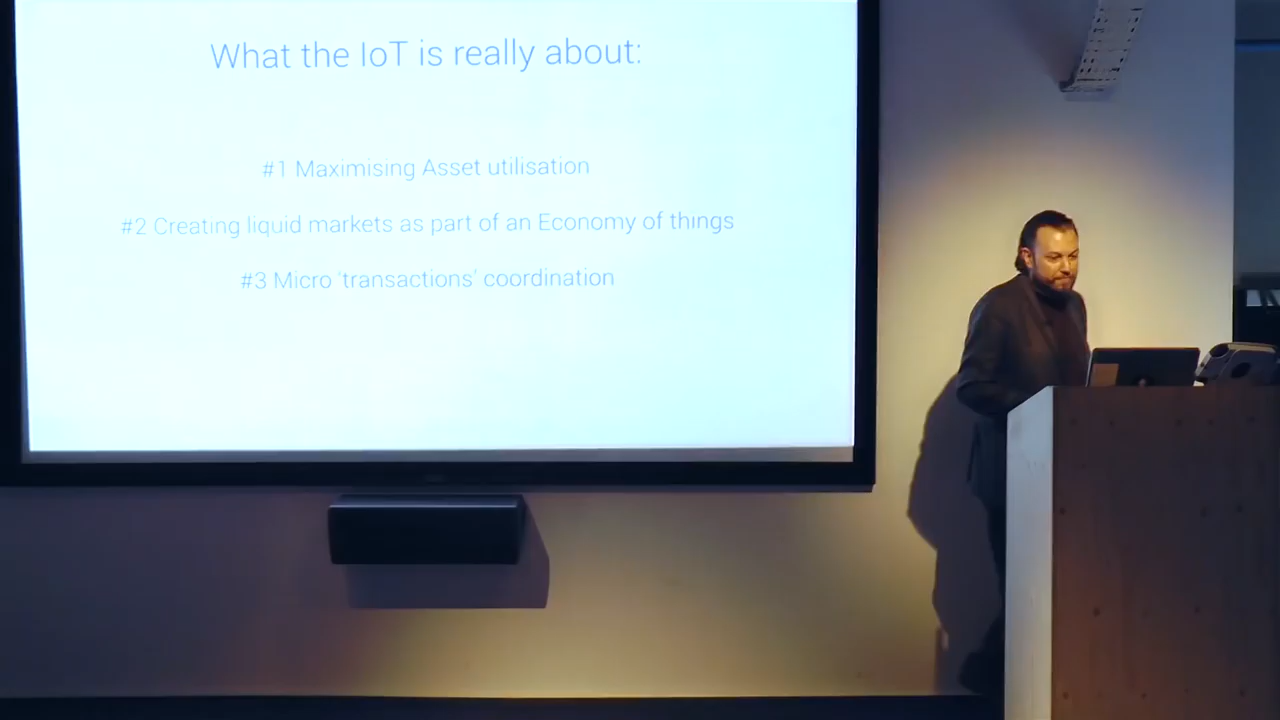 What the IoT is really about:
#1 Maximising Asset utilisation
#2 Creating liquid markets as part of an Economy of things
#3 Micro 'transactions' coordination